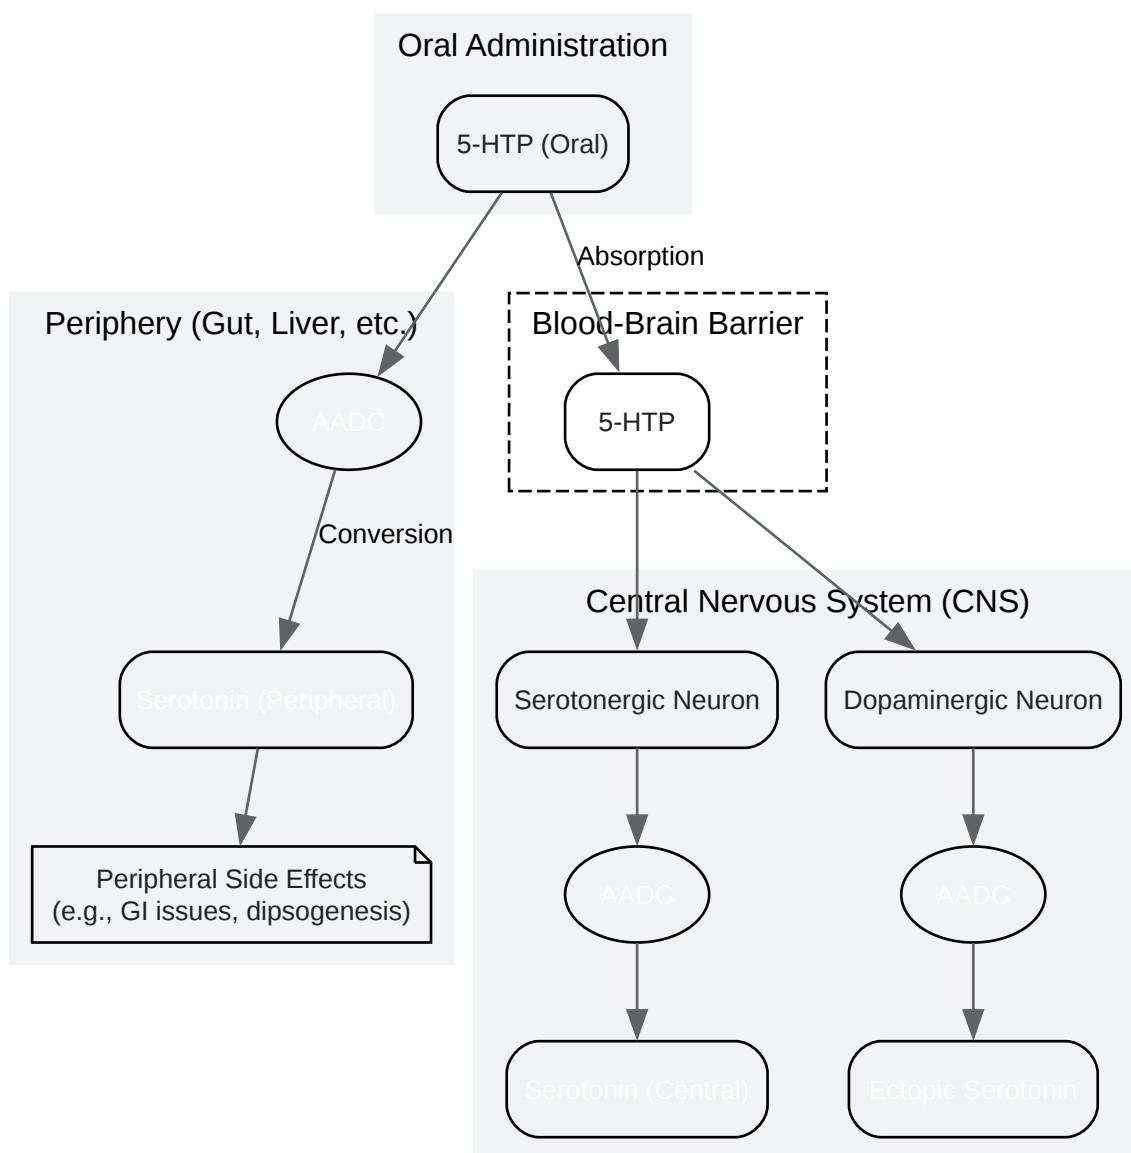 Oral Administration
5-HTP (Oral)
Absorption
Periphery (Gut, Liver, etc.)
Blood-Brain Barrier
AADC
5-HTP
Conversion
Central Nervous System (CNS)
Serotonin (Peripheral)
Serotonergic Neuron
Dopaminergic Neuron
Peripheral Side Effects
(e.g., GI issues, dipsogenesis)
AADC
AADC
Serotonin (Central)
Ectopic Serotonin